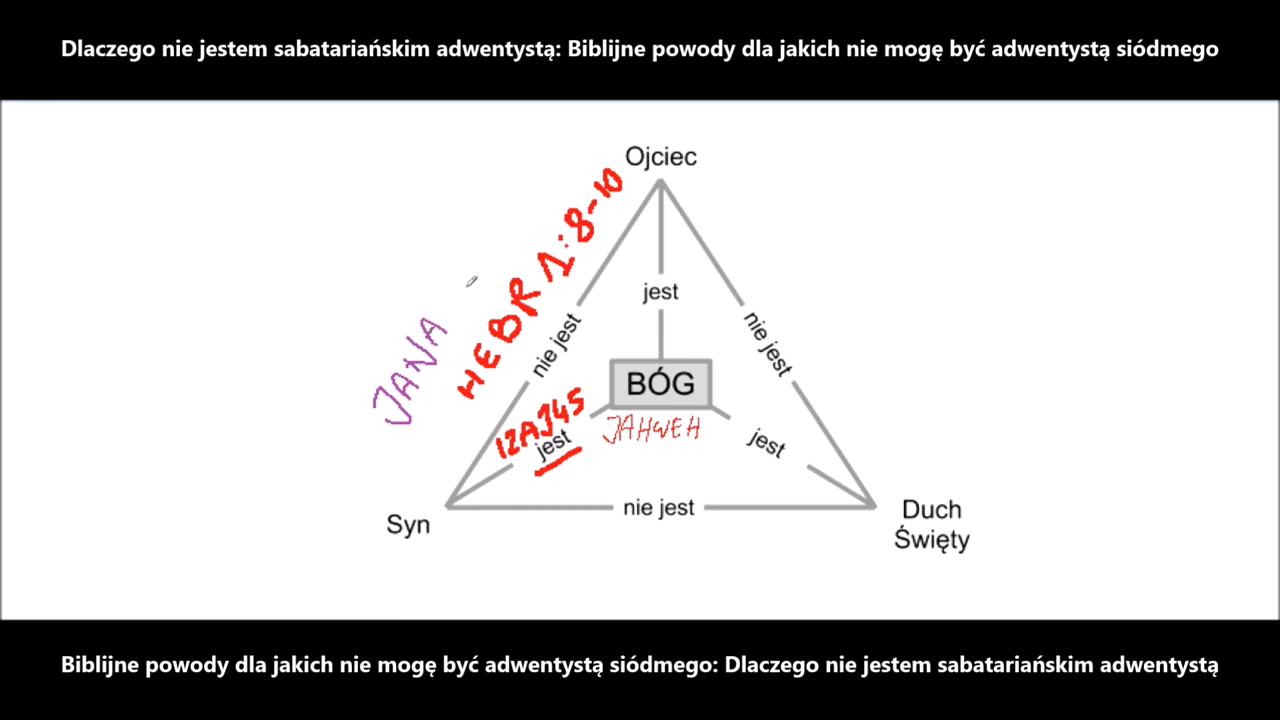 Dlaczego nie jestem sabatariańskim adwentystą: Biblijne powody dla jakich nie mogę być adwentystą siódmego
Ojciec
HEBR 1:8-10
JANA
jest
nie jest
nie jest
BÓG
IZAJ45
JAHWEH
jest
jest
nie jest
Syn
Duch
Święty
Biblijne powody dla jakich nie mogę być adwentystą siódmego: Dlaczego nie jestem sabatariańskim adwentystą